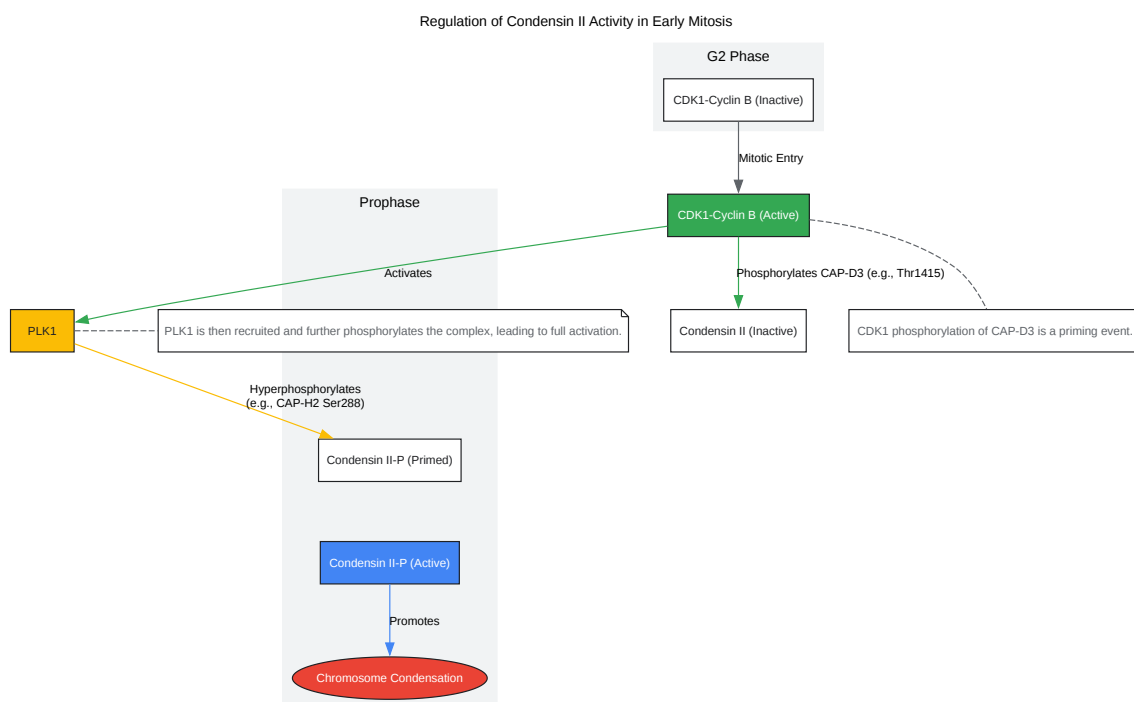 Regulation of Condensin II Activity in Early Mitosis
G2 Phase
CDK1-Cyclin B (Inactive)
Mitotic Entry
Prophase
CDK1-Cyclin B (Active)
Activates
Phosphorylates CAP-D3 (e.g., Thr1415)
PLK1
PLK1 is then recruited and further phosphorylates the complex, leading to full activation.
Condensin II (Inactive)
CDK1 phosphorylation of CAP-D3 is a priming event.
Hyperphosphorylates
(e.g., CAP-H2 Ser288)
Condensin II-P (Primed)
Condensin II-P (Active)
Promotes
Chromosome Condensation